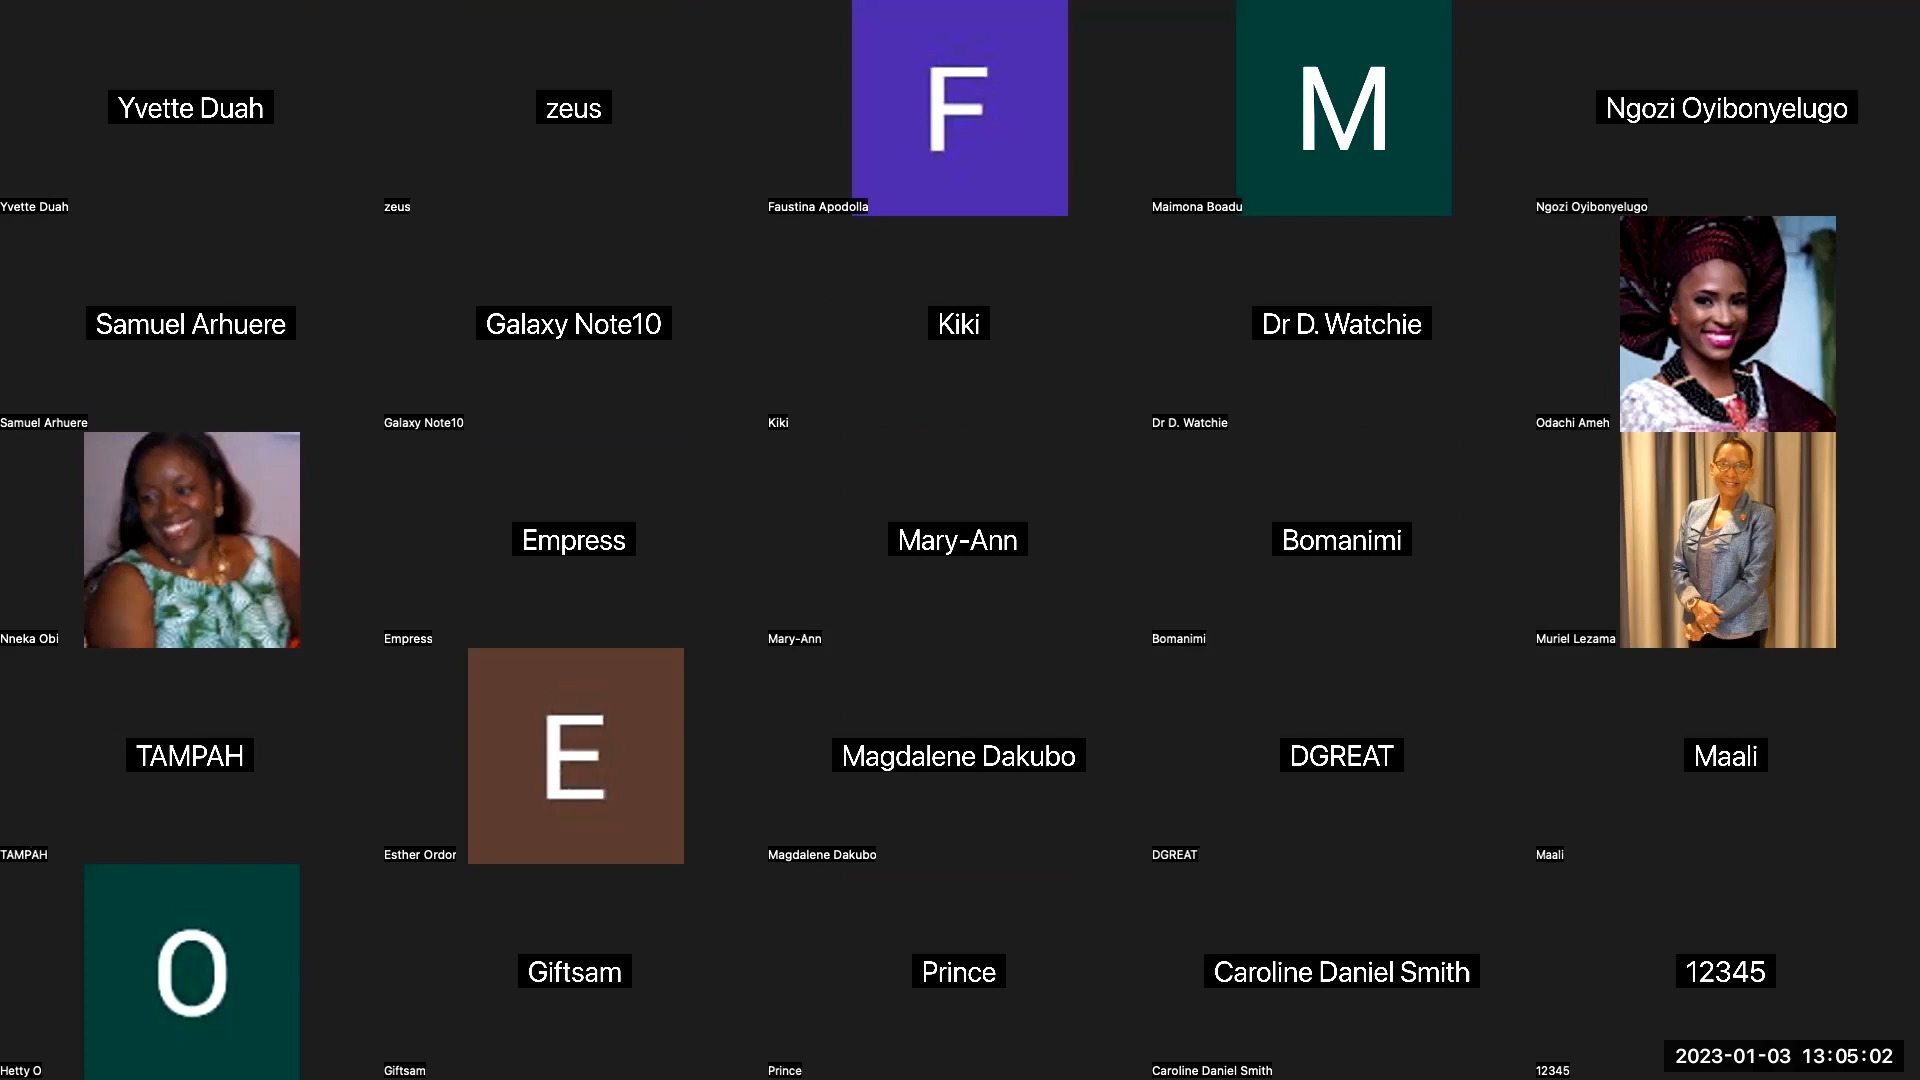 Yvette Duah
zeus
F
M
Ngozi Oyibonyelugo
Yvette Duah
zeus
Faustina Apodolla
Maimona Boadu
Ngozi Oyibonyelugo
Samuel Arhuere
Galaxy Note10
Kiki
Dr D. Watchie
Samuel Arhuere
Galaxy Note10
Kiki
Dr D. Watchie
Odachi Ameh
Empress
Mary-Ann
Bomanimi
Nneka Obi
Empress
Mary-Ann
Bomanimi
Muriel Lezama
TAMPAH
E
Magdalene Dakubo
DGREAT
Maali
TAMPAH
Esther Ordor
Magdalene Dakubo
DGREAT
Maali
O
Giftsam
Prince
Caroline Daniel Smith
12345
2023-01-03 13:05:02
Hetty O
Giftsam
Prince
Caroline Daniel Smith
12345